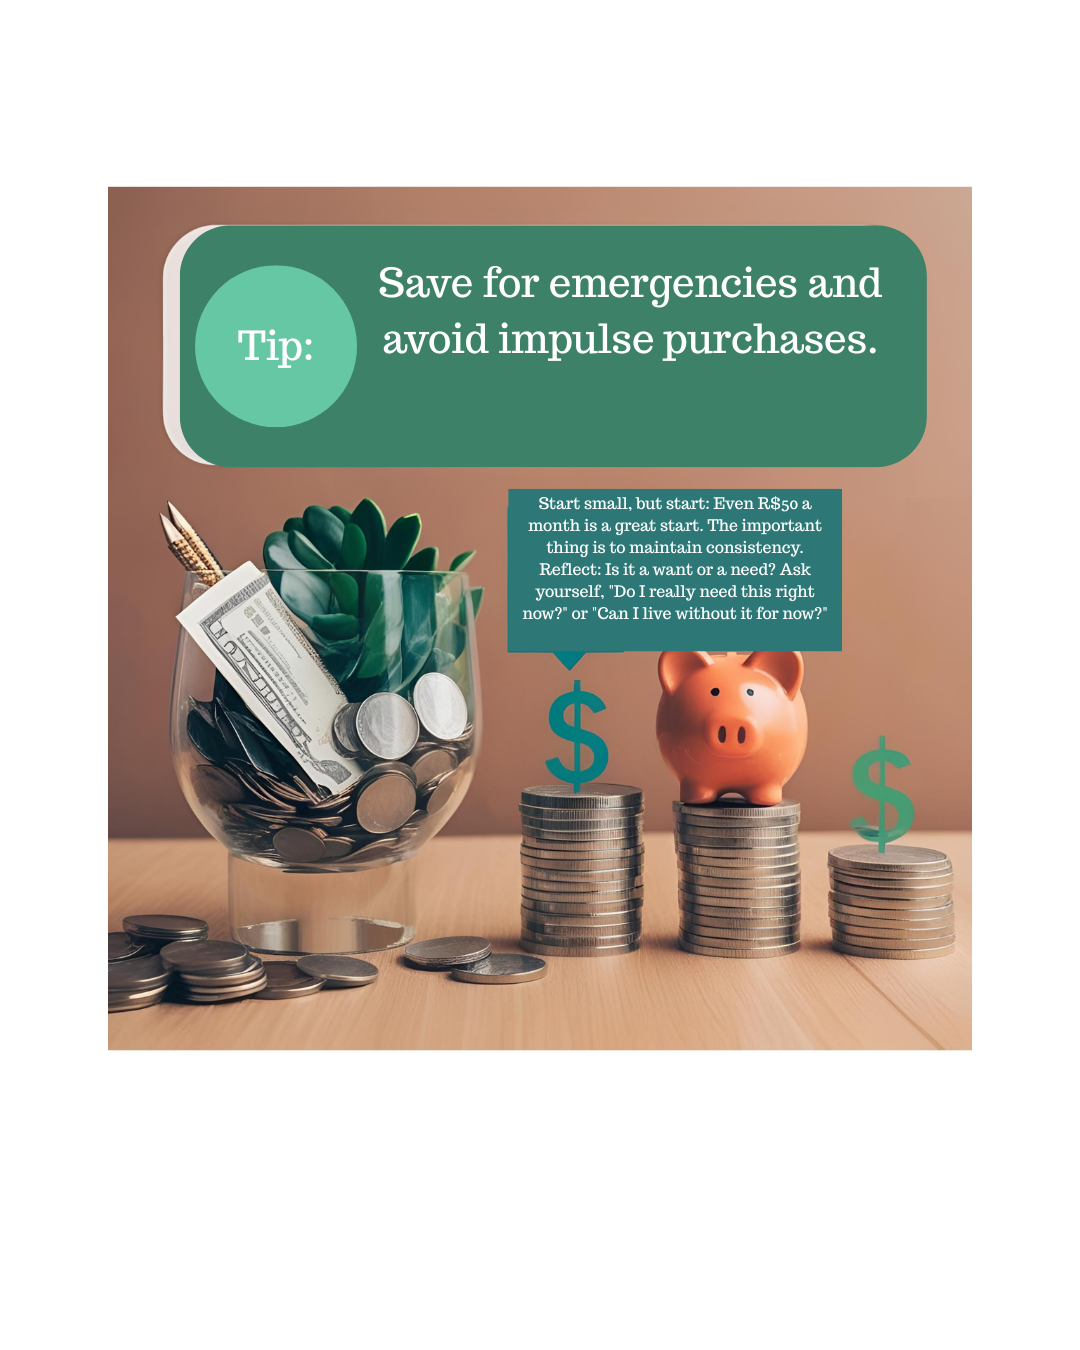 Tip:
Save for emergencies and
avoid impulse purchases.
Start small, but start: Even R$50 a
month is a great start. The important
thing is to maintain consistency.
Reflect: Is it a want or a need? Ask
yourself, "Do I really need this right
now?" or "Can I live without it for now?"
$
$